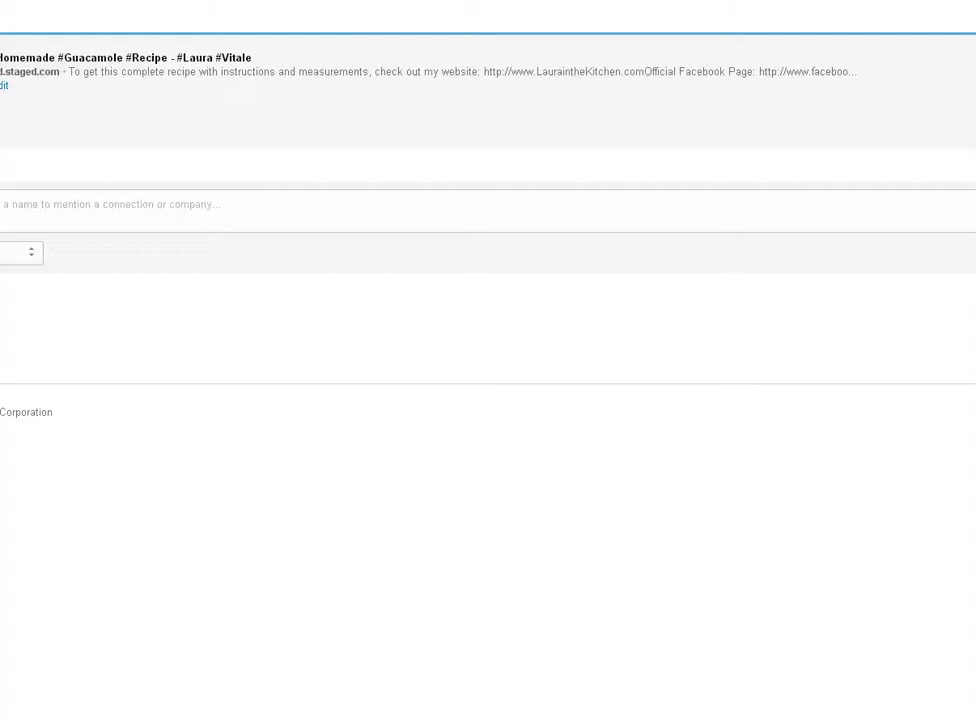 Homemade #Guacamole #Recipe - #Laura #Vitale
d.staged.com · To get this complete recipe with instructions and measurements, check out my website: http://www.LauraintheKitchen.comOfficial Facebook Page: http://www.faceboo...
dit
a name to mention a connection or company...
Corporation